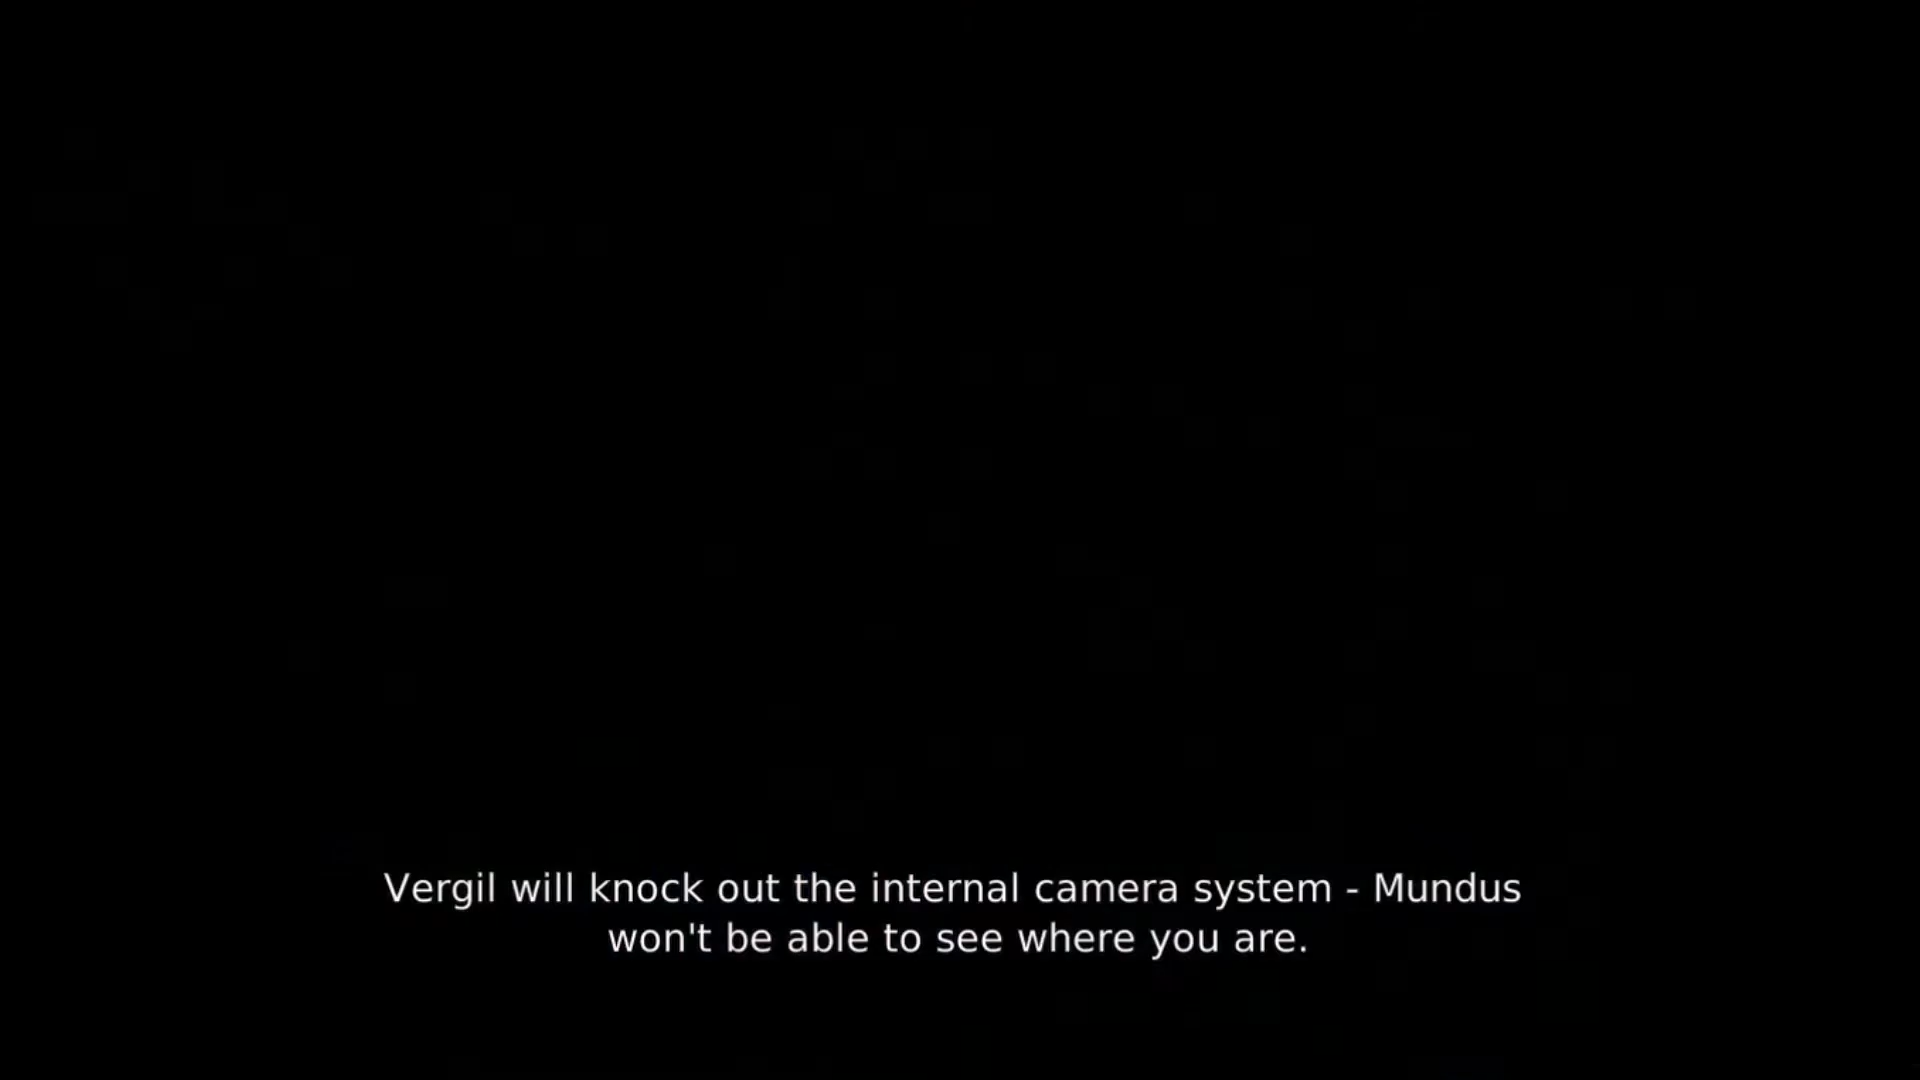 Vergil will knock out the internal camera system - Mundus
won't be able to see where you are.